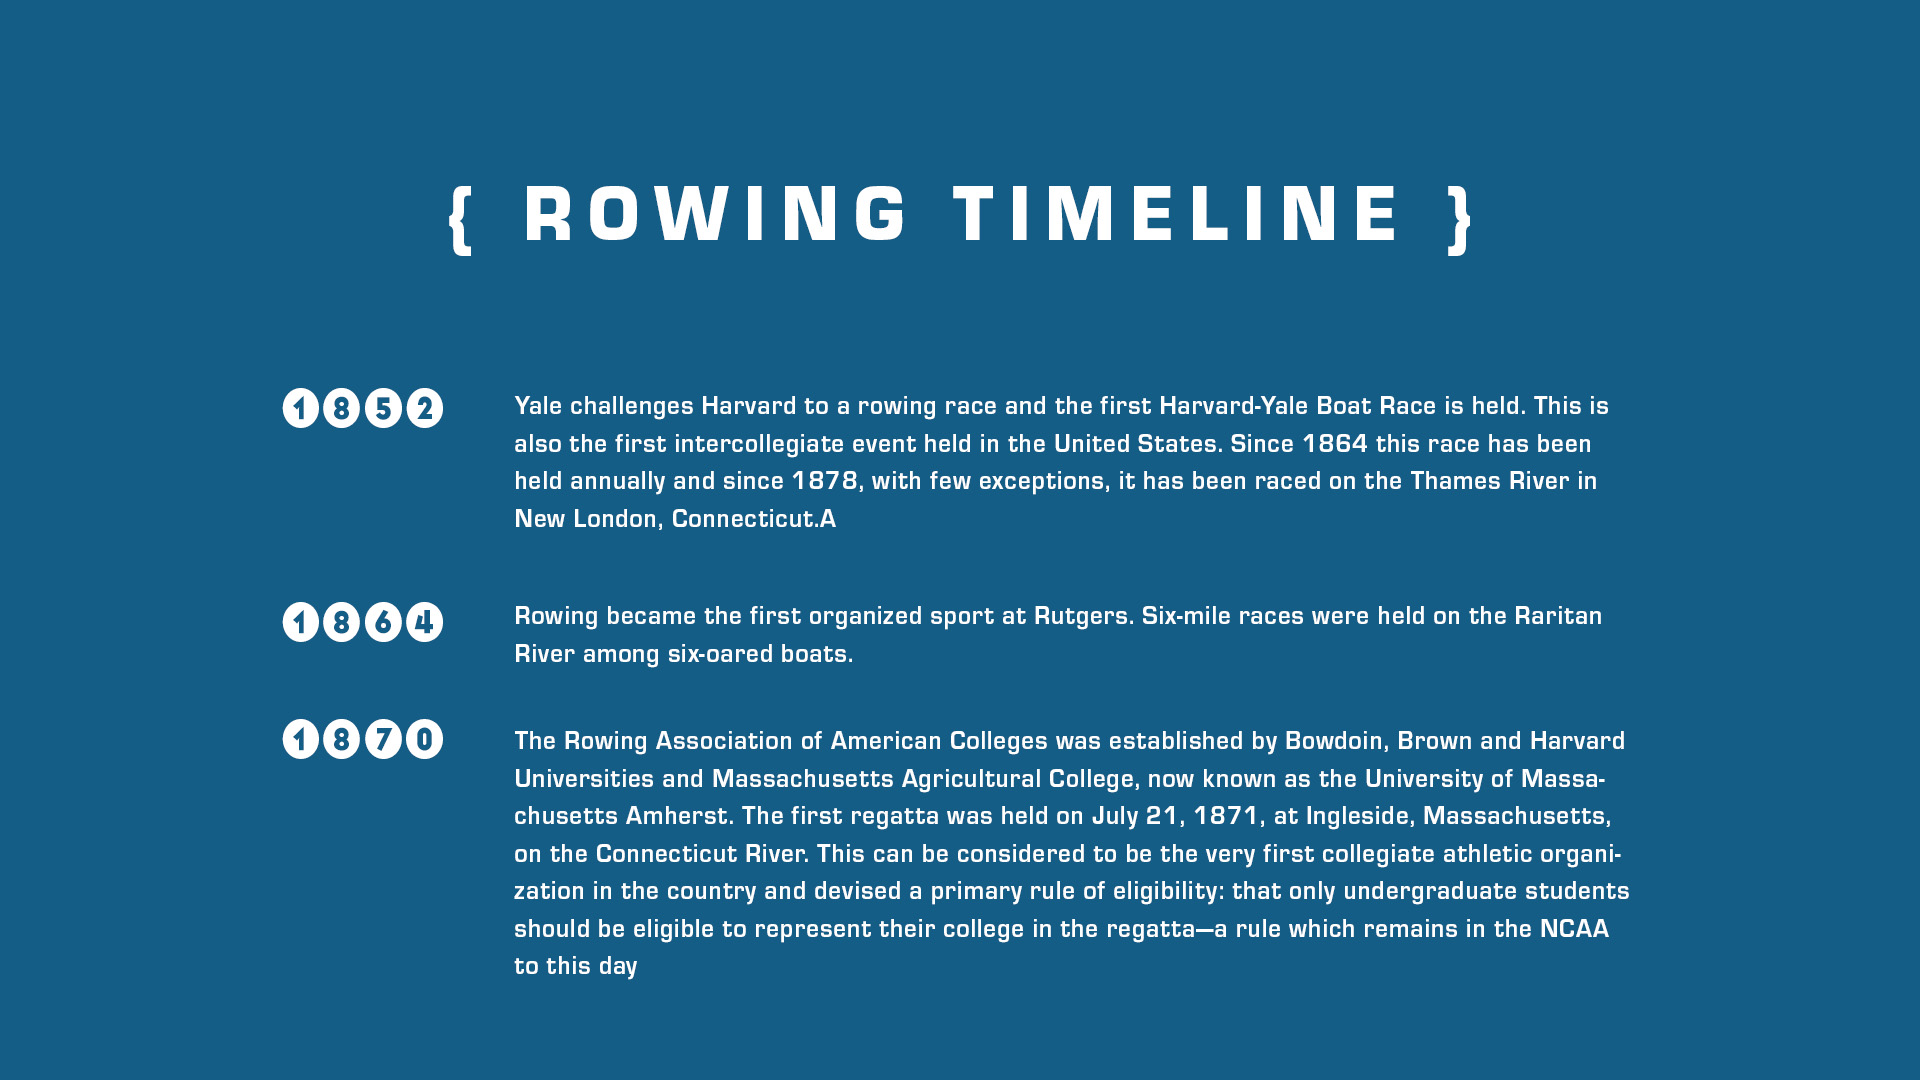 { ROWING TIMELINE }
1852
Yale challenges Harvard to a rowing race and the first Harvard-Yale Boat Race is held. This is
also the first intercollegiate event held in the United States. Since 1864 this race has been
held annually and since 1878, with few exceptions, it has been raced on the Thames River in
New London, Connecticut.A
1864
Rowing became the first organized sport at Rutgers. Six-mile races were held on the Raritan
River among six-oared boats.
1870
The Rowing Association of American Colleges was established by Bowdoin, Brown and Harvard
Universities and Massachusetts Agricultural College, now known as the University of Massa-
chusetts Amherst. The first regatta was held on July 21, 1871, at Ingleside, Massachusetts,
on the Connecticut River. This can be considered to be the very first collegiate athletic organi-
zation in the country and devised a primary rule of eligibility: that only undergraduate students
should be eligible to represent their college in the regatta—a rule which remains in the NCAA
to this day